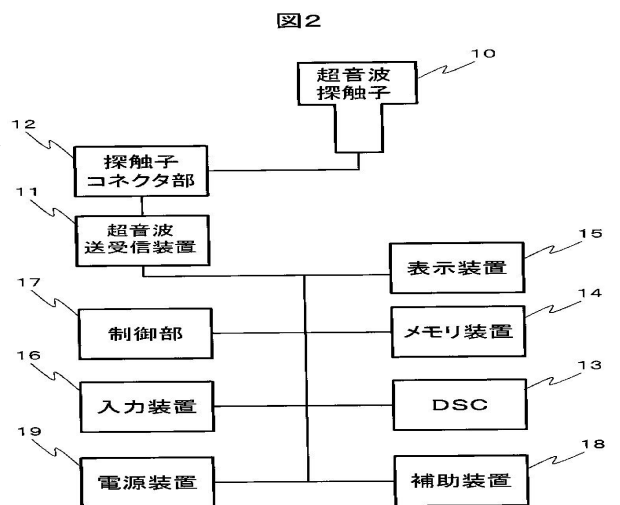 図2
10
超音波
探触子
12
探触子
コネクタ部
11
超音波
送受信装置
15
表示装置
17
制御部
14
メモリ装置
16
入力装置
13
DSC
19
電源装置
18
補助装置